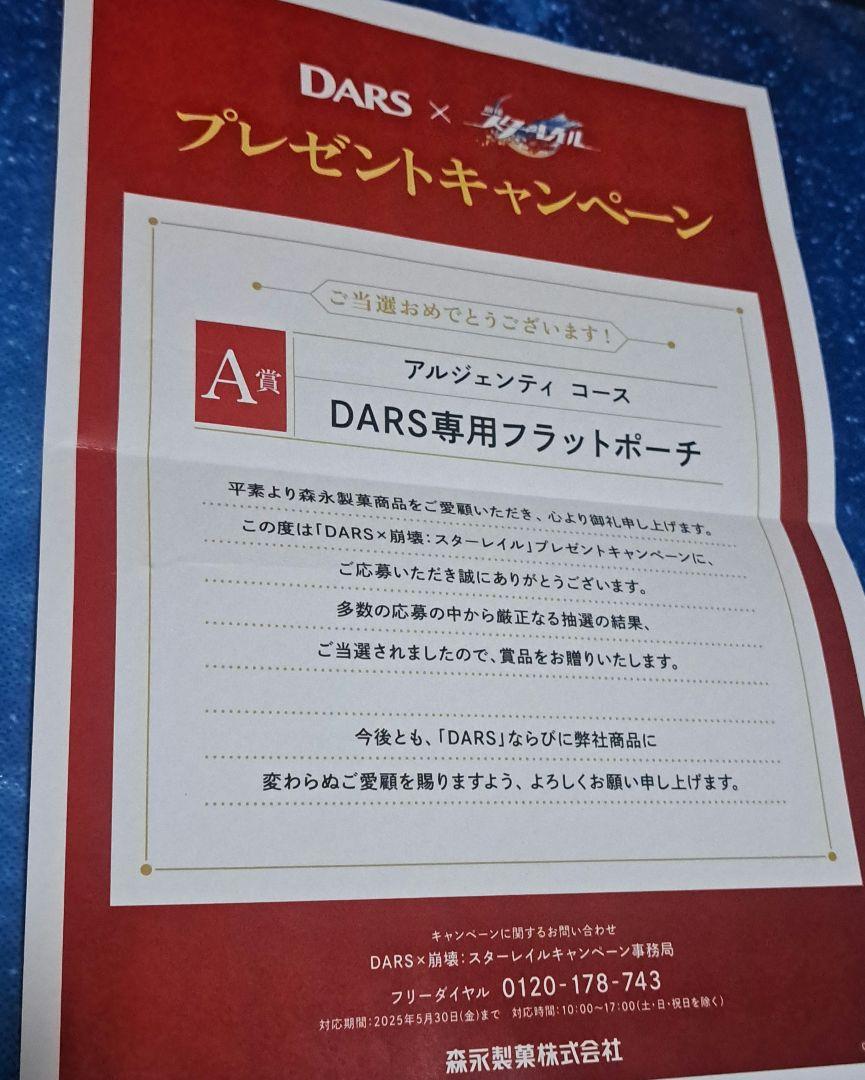 DARS × 崩壊 スターレイル
プレゼントキャンペーン
ご当選おめでとうございます!
A賞
アルジェンティ コース
DARS専用フラットポーチ
平素より森永製菓商品をご愛顧いただき、心より御礼申し上げます。
この度は「DARS×崩壊：スターレイル」プレゼントキャンペーンに、
ご応募いただき誠にありがとうございます。
多数の応募の中から厳正なる抽選の結果、
ご当選されましたので、賞品をお贈りいたします。
今後とも、「DARS」ならびに弊社商品に
変わらぬご愛顧を賜りますよう、よろしくお願い申し上げます。
キャンペーンに関するお問い合わせ
DARS×崩壊：スターレイルキャンペーン事務局
フリーダイヤル 0120-178-743
対応期間：2025年5月30日(金)まで 対応時間：10:00～17:00(土・日・祝日を除く)
森永製菓株式会社